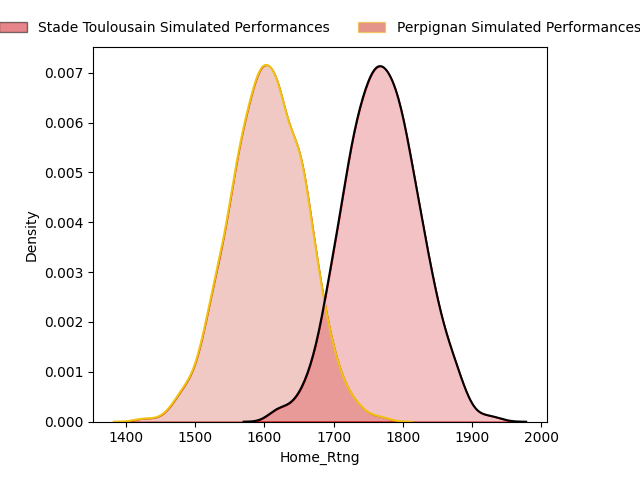 Stade Toulousain Simulated Performances
Perpignan Simulated Performances
0.007
0.006
0.005
0.004
0.003
0.002
0.001
0.000
Density
1400 1500 1600 1700 1800 1900 2000
Home_Rtng